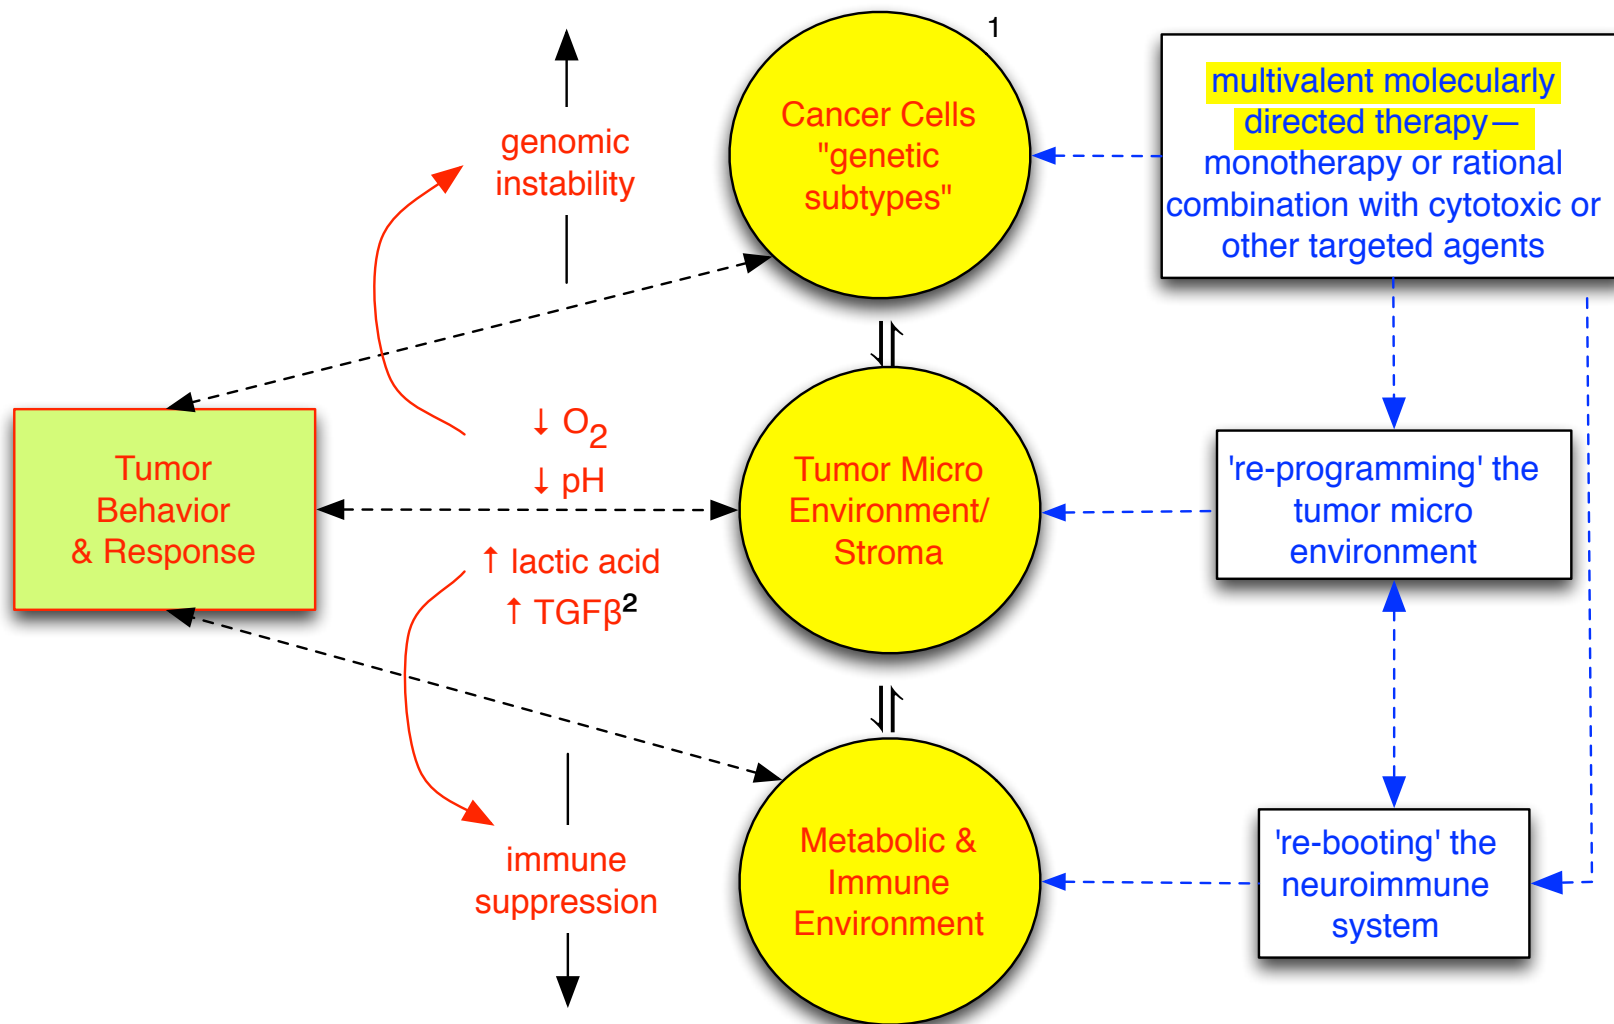 1
Cancer Cells
"genetic
subtypes"
multivalent molecularly
directed therapy—
monotherapy or rational
combination with cytotoxic or
other targeted agents
genomic
instability
Tumor
Behavior
& Response
↓ O₂
↓ pH
↑ lactic acid
↑ TGFβ²
Tumor Micro
Environment/
Stroma
're-programming' the
tumor micro
environment
immune
suppression
Metabolic &
Immune
Environment
're-booting' the
neuroimmune
system